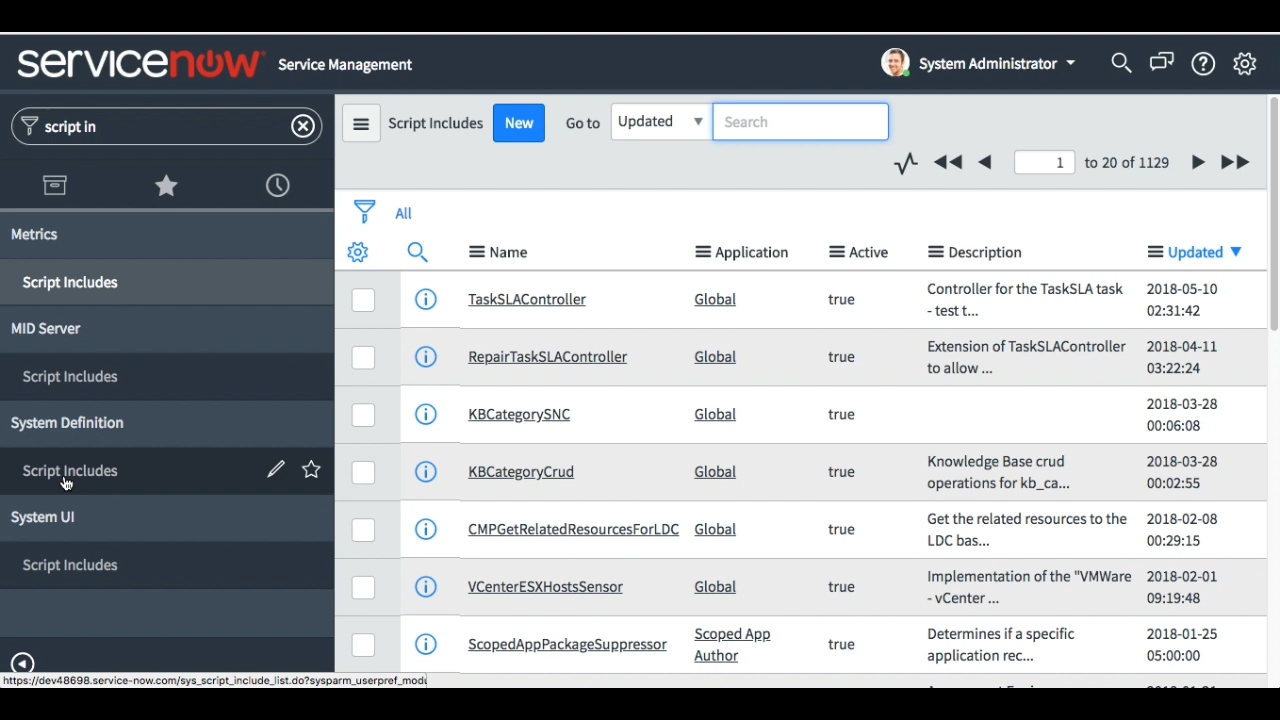 servicenow Service Management System Administrator
script in
Script Includes New Go to Updated Search
1 to 20 of 1129
Metrics
Script Includes
MID Server
Script Includes
System Definition
Script Includes
System UI
Script Includes
All
Name Application Active Description Updated
TaskSLAController Global true Controller for the TaskSLA task 2018-05-10
- test t... 02:31:42
RepairTaskSLAController Global true Extension of TaskSLAController 2018-04-11
to allow ... 03:22:24
KBCategorySNC Global true 2018-03-28
00:06:08
KBCategoryCrud Global true Knowledge Base crud 2018-03-28
operations for kb_ca... 00:02:55
CMPGetRelatedResourcesForLDC Global true Get the related resources to the 2018-02-08
LDC bas... 00:29:15
VCenterESXHostsSensor Global true Implementation of the "VMWare 2018-02-01
- vCenter ... 09:19:48
ScopedAppPackageSuppressor Scoped App true Determines if a specific 2018-01-25
Author application rec... 05:00:00
https://dev48698.service-now.com/sys_script_include_list.do?sysparm_userpref_modu